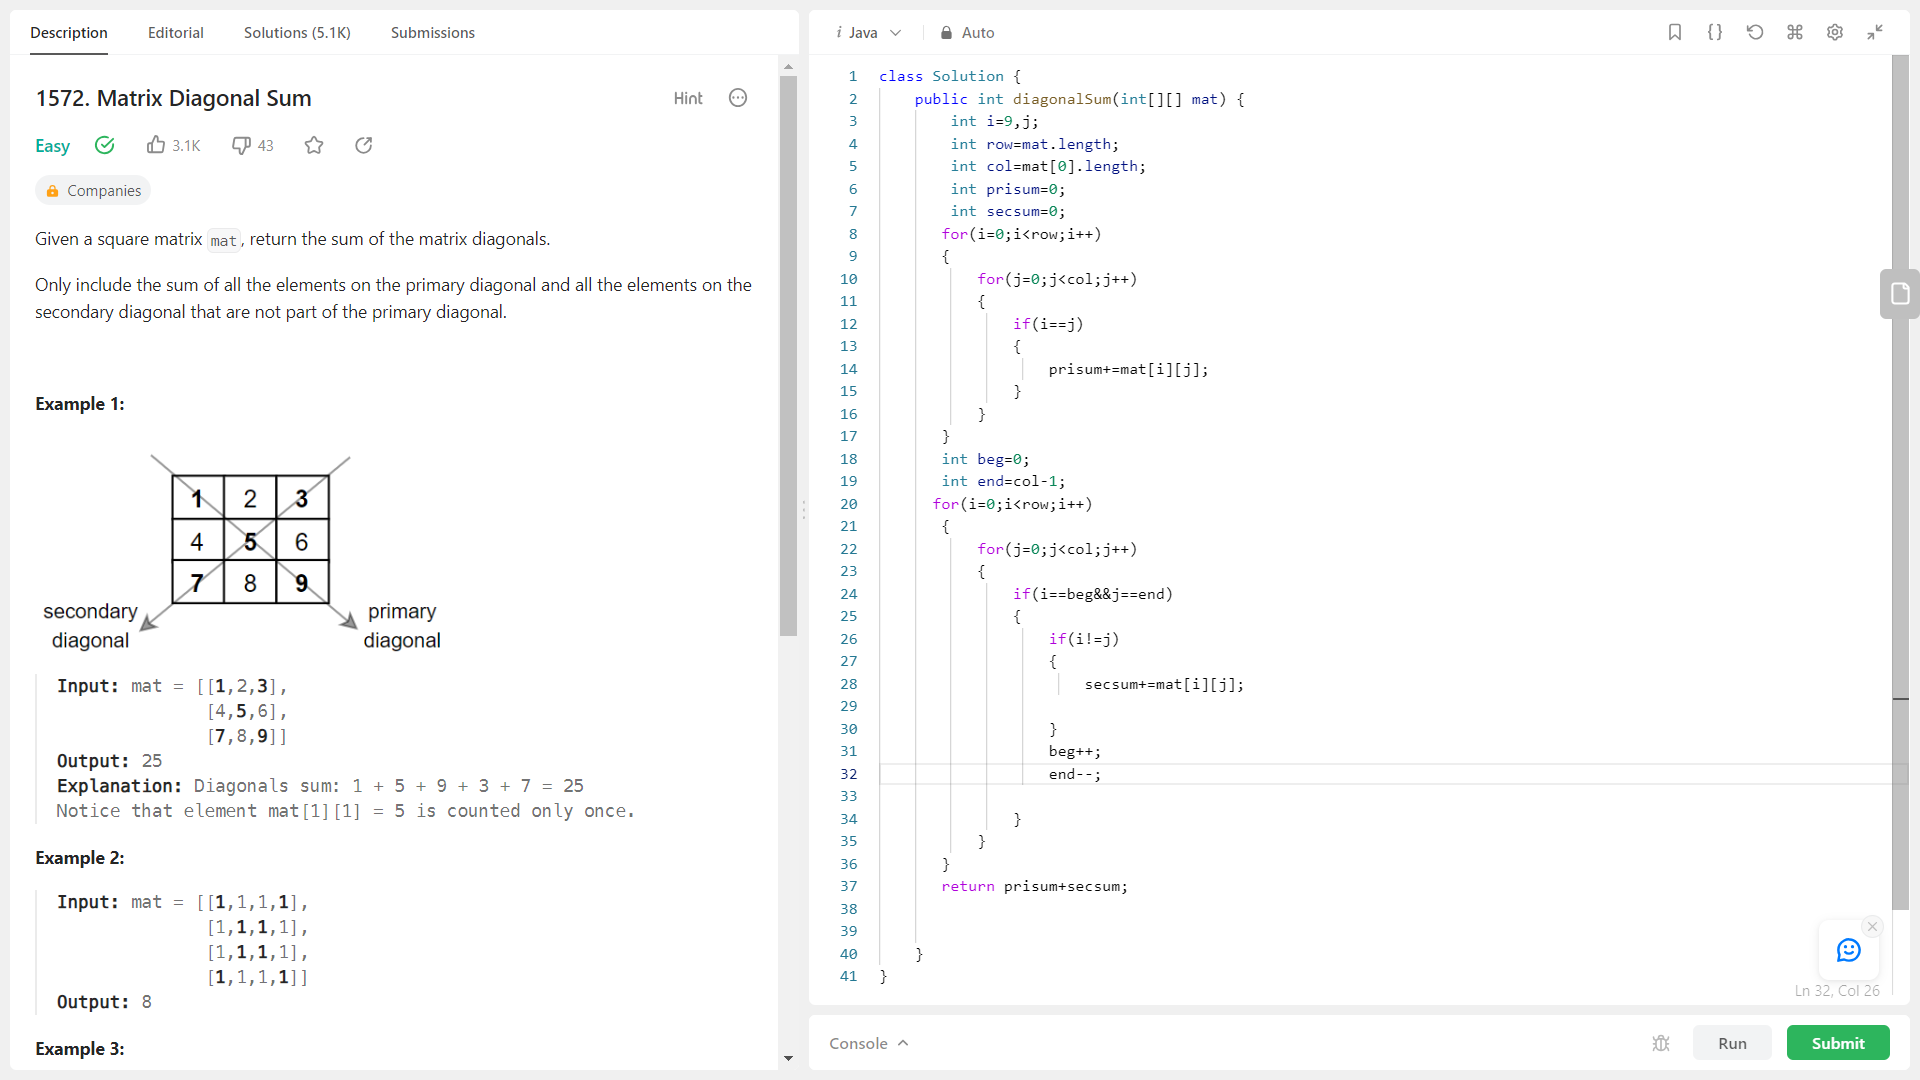 Description Editorial Solutions (5.1K) Submissions
1572. Matrix Diagonal Sum Hint
Easy 3.1K 43
Companies
Given a square matrix mat, return the sum of the matrix diagonals.
Only include the sum of all the elements on the primary diagonal and all the elements on the
secondary diagonal that are not part of the primary diagonal.
Example 1:
1 2 3
4 5 6
7 8 9
secondary diagonal
primary diagonal
Input: mat = [[1,2,3],
[4,5,6],
[7,8,9]]
Output: 25
Explanation: Diagonals sum: 1 + 5 + 9 + 3 + 7 = 25
Notice that element mat[1][1] = 5 is counted only once.
Example 2:
Input: mat = [[1,1,1,1],
[1,1,1,1],
[1,1,1,1],
[1,1,1,1]]
Output: 8
Example 3:
i Java Auto
1 class Solution {
2 public int diagonalSum(int[][] mat) {
3 int i=9,j;
4 int row=mat.length;
5 int col=mat[0].length;
6 int prisum=0;
7 int secsum=0;
8 for(i=0;i<row;i++)
9 {
10 for(j=0;j<col;j++)
11 {
12 if(i==j)
13 {
14 prisum+=mat[i][j];
15 }
16 }
17 }
18 int beg=0;
19 int end=col-1;
20 for(i=0;i<row;i++)
21 {
22 for(j=0;j<col;j++)
23 {
24 if(i==beg&&j==end)
25 {
26 if(i!=j)
27 {
28 secsum+=mat[i][j];
29
30 }
31 beg++;
32 end--;
33
34 }
35 }
36 }
37 return prisum+secsum;
38
39
40 }
41 }
Ln 32, Col 26
Console Run Submit